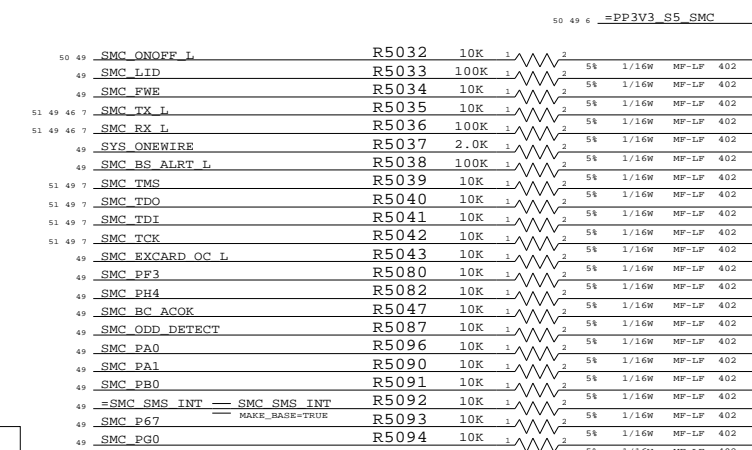 50 49 6 =PP3V3_S5_SMC
50 49 SMC_ONOFF_L R5032 10K 1 2 5% 1/16W MF-LF 402
49 SMC_LID R5033 100K 1 2 5% 1/16W MF-LF 402
49 SMC_FWE R5034 10K 1 2 5% 1/16W MF-LF 402
51 49 46 7 SMC_TX_L R5035 10K 1 2 5% 1/16W MF-LF 402
51 49 46 7 SMC_RX_L R5036 100K 1 2 5% 1/16W MF-LF 402
49 SYS_ONEWIRE R5037 2.0K 1 2 5% 1/16W MF-LF 402
49 SMC_BS_ALRT_L R5038 100K 1 2 5% 1/16W MF-LF 402
51 49 7 SMC_TMS R5039 10K 1 2 5% 1/16W MF-LF 402
51 49 7 SMC_TDO R5040 10K 1 2 5% 1/16W MF-LF 402
51 49 7 SMC_TDI R5041 10K 1 2 5% 1/16W MF-LF 402
51 49 7 SMC_TCK R5042 10K 1 2 5% 1/16W MF-LF 402
49 SMC_EXCARD_OC_L R5043 10K 1 2 5% 1/16W MF-LF 402
49 SMC_PF3 R5080 10K 1 2 5% 1/16W MF-LF 402
49 SMC_PH4 R5082 10K 1 2 5% 1/16W MF-LF 402
49 SMC_BC_ACOK R5047 10K 1 2 5% 1/16W MF-LF 402
49 SMC_ODD_DETECT R5087 10K 1 2 5% 1/16W MF-LF 402
49 SMC_PA0 R5096 10K 1 2 5% 1/16W MF-LF 402
49 SMC_PA1 R5090 10K 1 2 5% 1/16W MF-LF 402
49 SMC_PB0 R5091 10K 1 2 5% 1/16W MF-LF 402
49 =SMC_SMS_INT SMC_SMS_INT R5092 10K 1 2 5% 1/16W MF-LF 402
MAKE_BASE=TRUE
49 SMC_P67 R5093 10K 1 2 5% 1/16W MF-LF 402
49 SMC_PG0 R5094 10K 1 2 5% 1/16W MF-LF 402